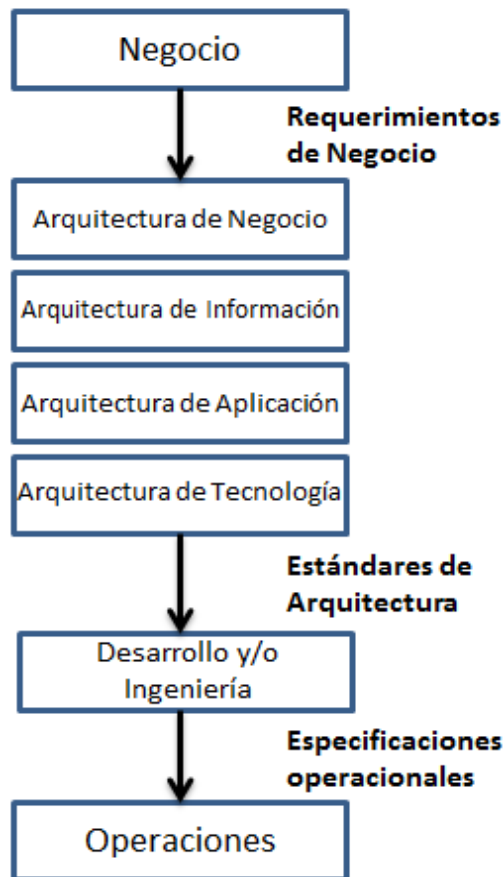 Negocio
Requerimientos
de Negocio
Arquitectura de Negocio
Arquitectura de Información
Arquitectura de Aplicación
Arquitectura de Tecnología
Estándares de
Arquitectura
Desarrollo y/o
Ingeniería
Especificaciones
operacionales
Operaciones